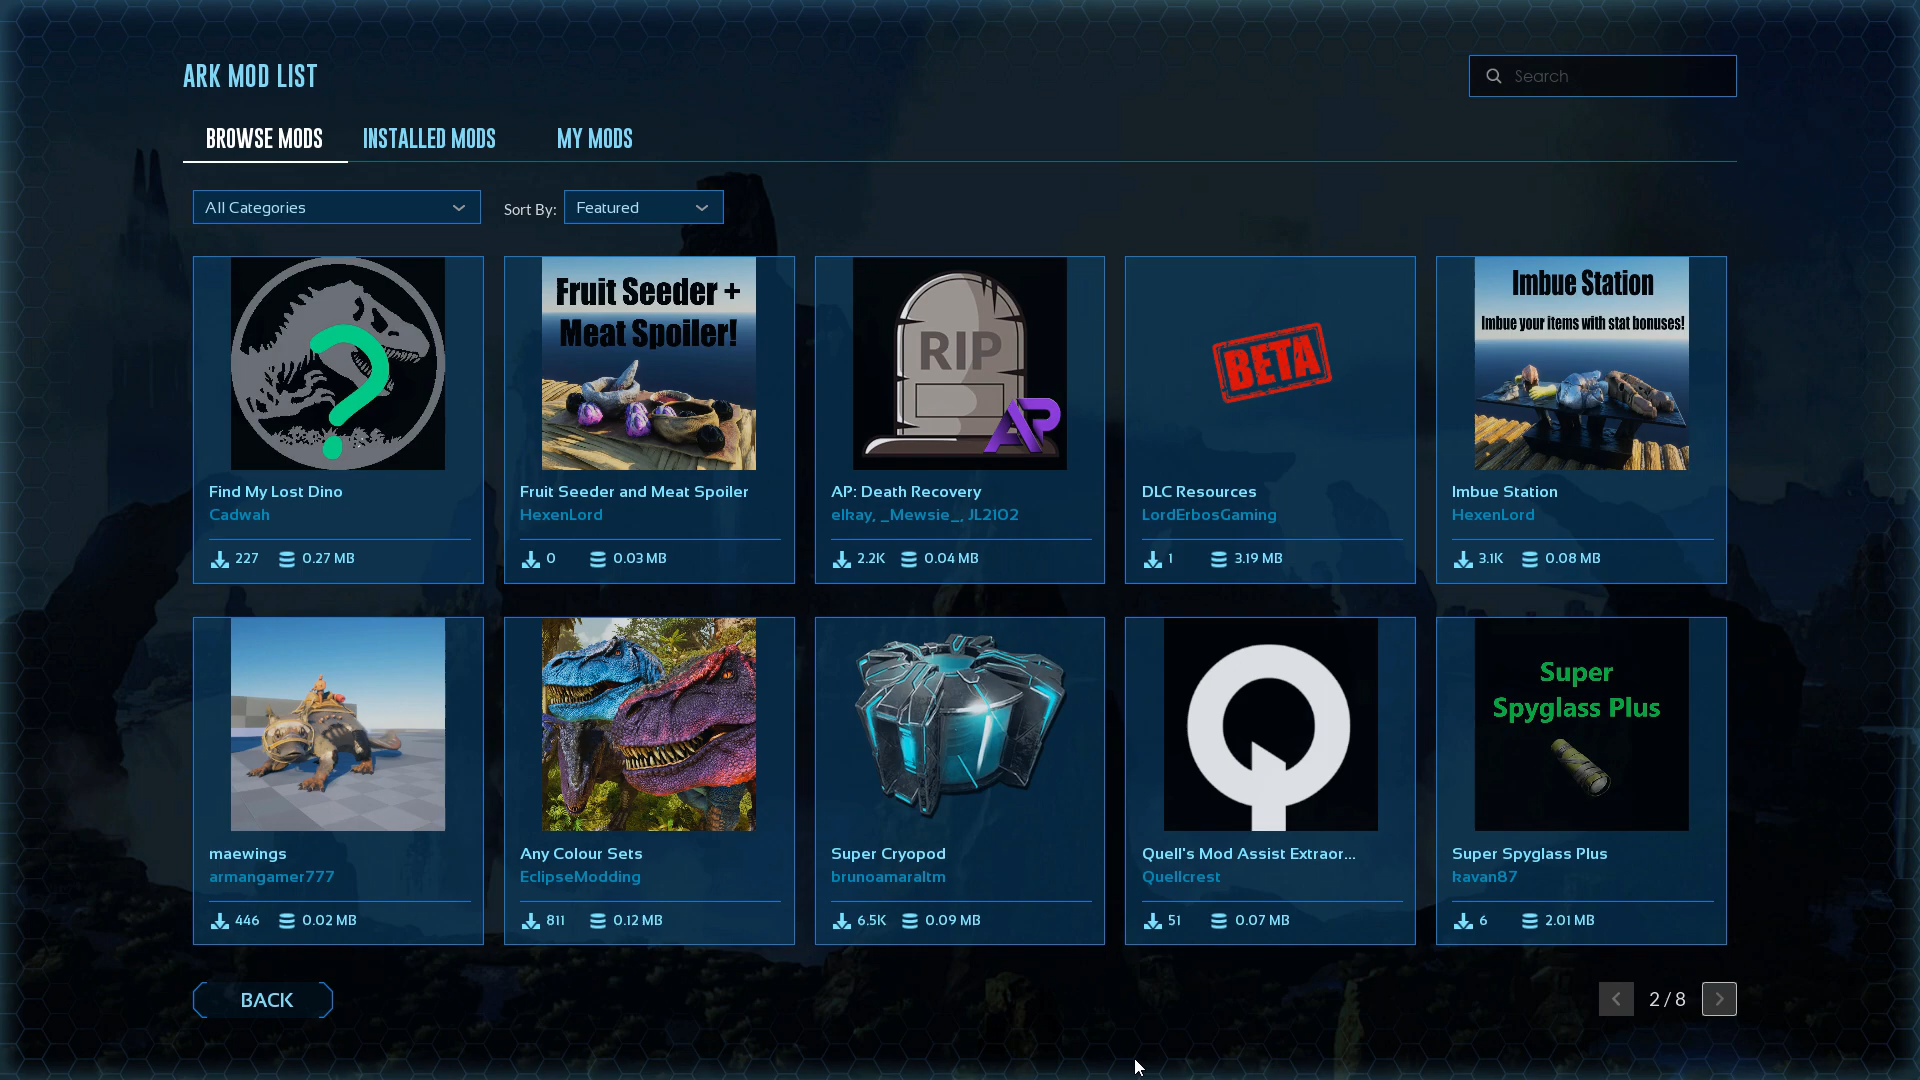 ARK MOD LIST
Search
BROWSE MODS
INSTALLED MODS
MY MODS
All Categories
Sort By:
Featured
Find My Lost Dino
Cadwah
227
0.27 MB
Fruit Seeder +
Meat Spoiler!
Fruit Seeder and Meat Spoiler
HexenLord
0
0.03 MB
RIP
AP
AP: Death Recovery
elkay, _Mewsie_, JL2102
2.2K
0.04 MB
BETA
DLC Resources
LordErbosGaming
1
3.19 MB
Imbue Station
Imbue your items with stat bonuses!
Imbue Station
HexenLord
3.1K
0.08 MB
maewings
armangamer777
446
0.02 MB
Any Colour Sets
EclipseModding
811
0.12 MB
Super Cryopod
brunoamaraltm
6.5K
0.09 MB
Quell's Mod Assist Extraor...
Quellcrest
51
0.07 MB
Super
Spyglass Plus
Super Spyglass Plus
kavan87
6
2.01 MB
BACK
2 / 8